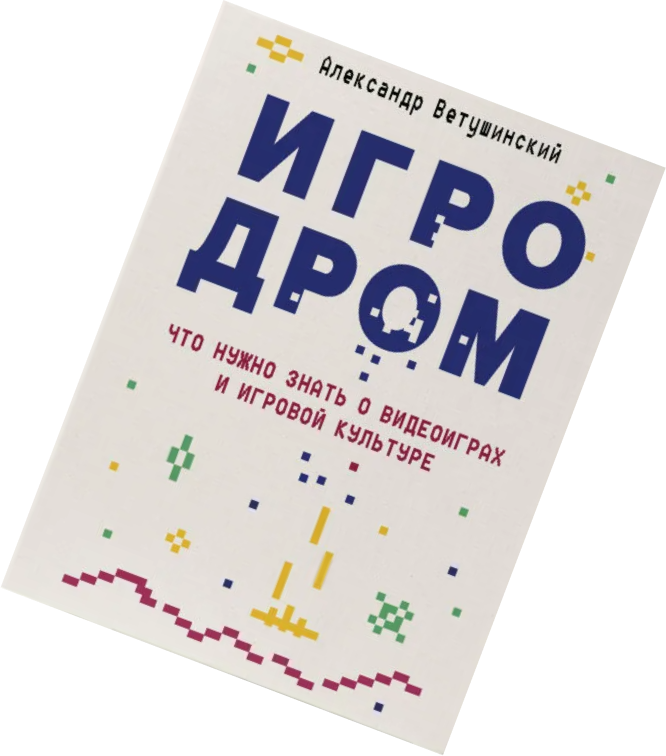 Александр Ветушинский
ИГРО
ДРОМ
ЧТО НУЖНО ЗНАТЬ О ВИДЕОИГРАХ
И ИГРОВОЙ КУЛЬТУРЕ